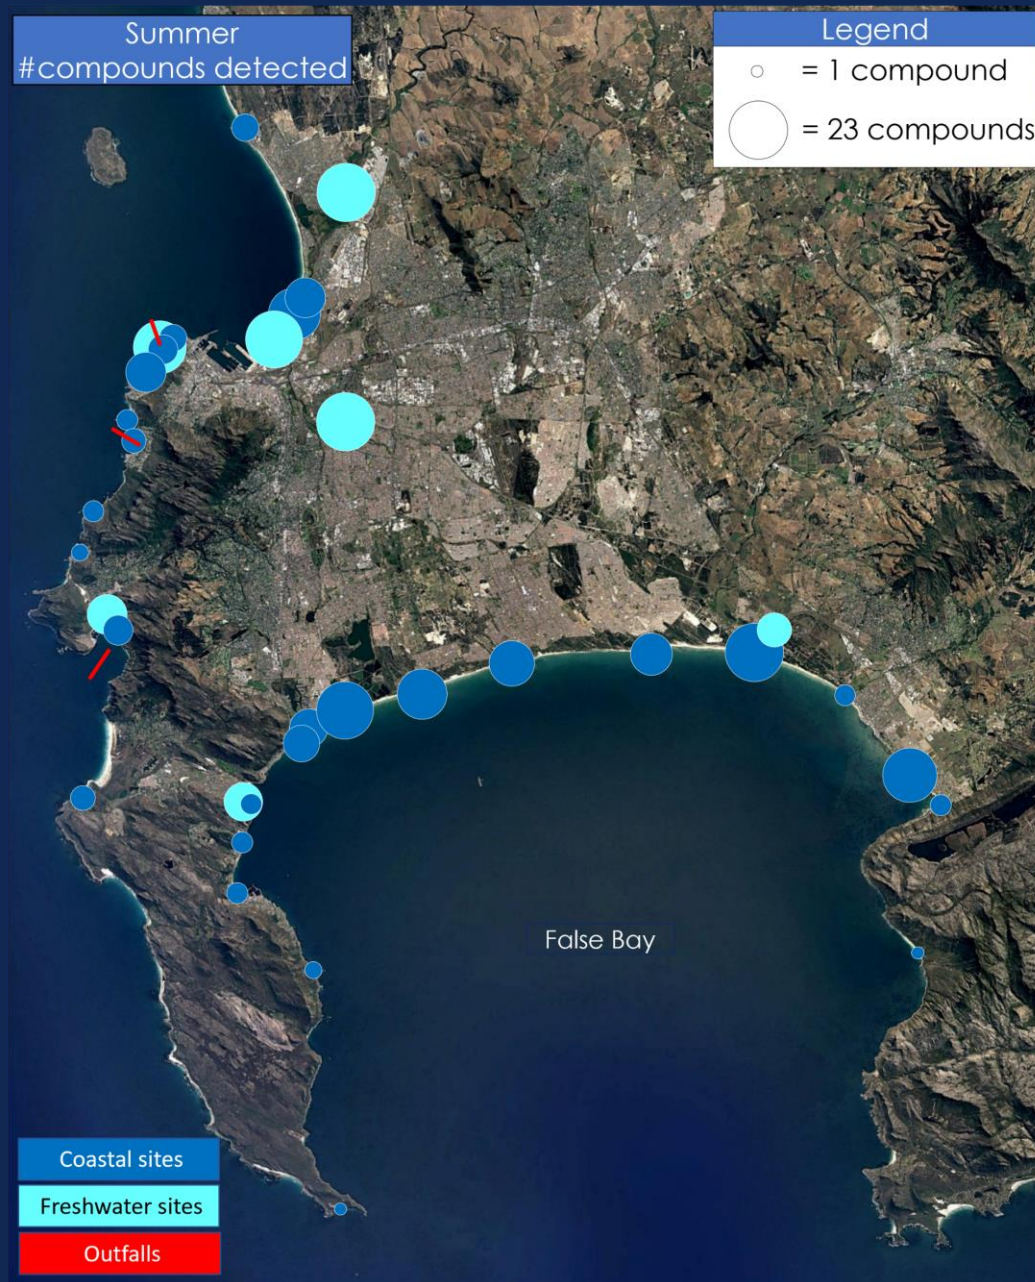 Summer
#compounds detected
Legend
= 1 compound
= 23 compounds
False Bay
Coastal sites
Freshwater sites
Outfalls